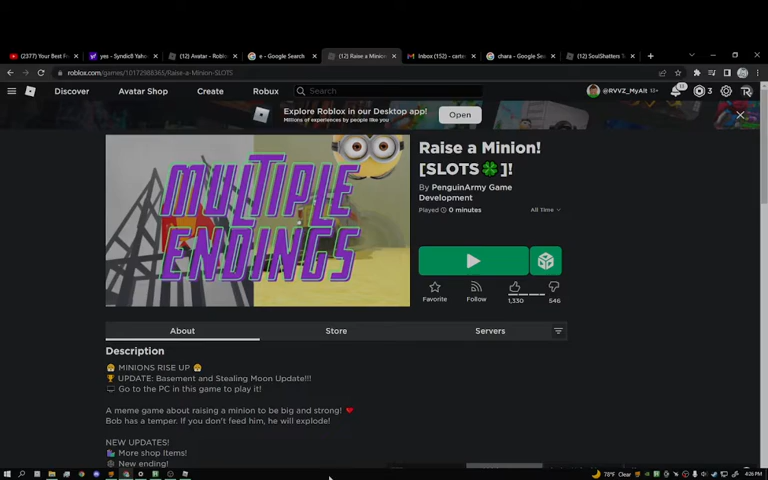 (2377) Your Best F
yes - Syndic8 Yahoo
(12) Avatar - Roblo
e - Google Search
(12) Raise a Minion
Inbox (152) - carter
chara - Google Sea
(12) SoulShatters T
roblox.com/games/10172988365/Raise-a-Minion-SLOTS
Discover
Avatar Shop
Create
Robux
Search
@RVVZ_MyAlt 13+
3
Explore Roblox in our Desktop app!
Millions of experiences by people like you
Open
MULTIPLE
ENDINGS
Raise a Minion!
[SLOTS🍀]!
By PenguinArmy Game
Development
Played 0 minutes
All Time
Favorite
Follow
1,330
546
About
Store
Servers
Description
MINIONS RISE UP
UPDATE: Basement and Stealing Moon Update!!!
Go to the PC in this game to play it!
A meme game about raising a minion to be big and strong!
Bob has a temper. If you don't feed him, he will explode!
NEW UPDATES!
More shop Items!
New ending!
78°F Clear
4:26 PM